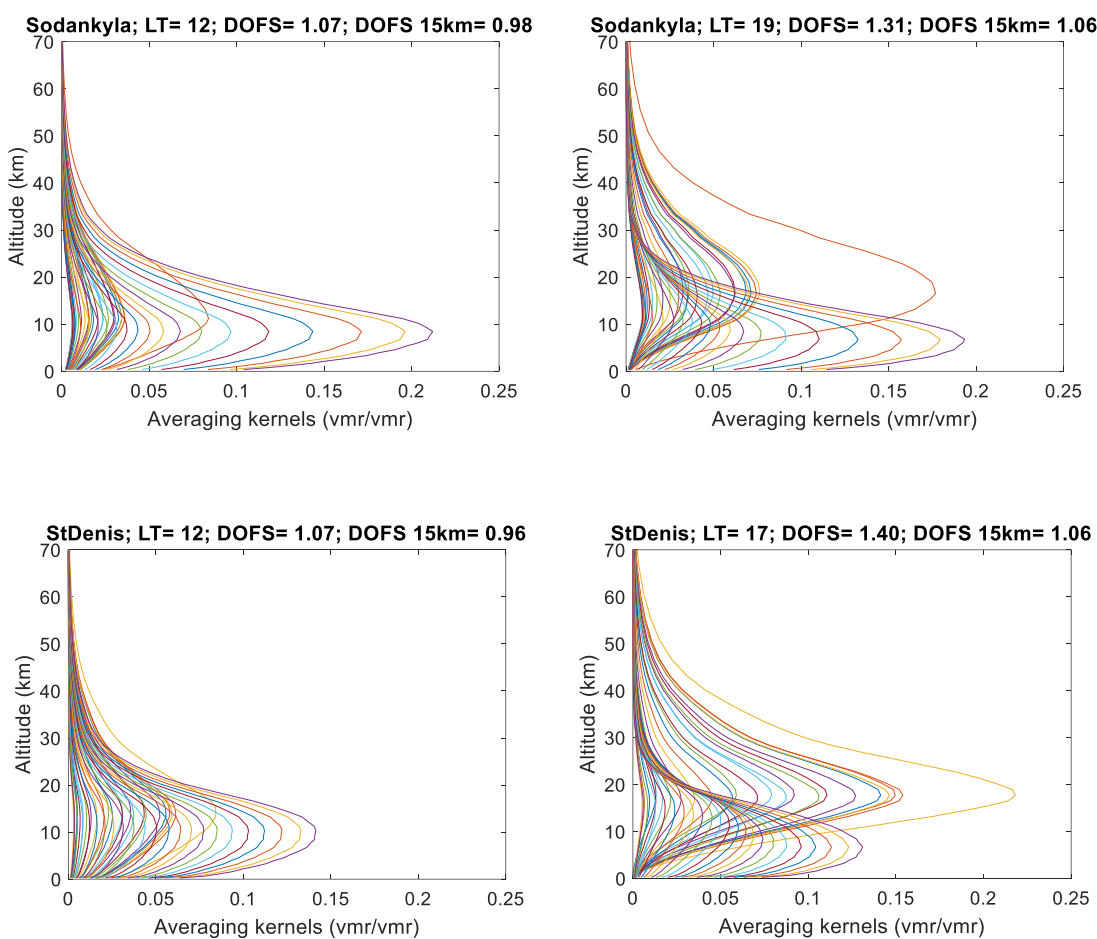 Sodankyla; LT= 12; DOFS= 1.07; DOFS 15km= 0.98
70
60
50
40
30
20
10
0
Altitude (km)
0 0.05 0.1 0.15 0.2 0.25
Averaging kernels (vmr/vmr)
Sodankyla; LT= 19; DOFS= 1.31; DOFS 15km= 1.06
70
60
50
40
30
20
10
0
Altitude (km)
0 0.05 0.1 0.15 0.2 0.25
Averaging kernels (vmr/vmr)
StDenis; LT= 12; DOFS= 1.07; DOFS 15km= 0.96
70
60
50
40
30
20
10
0
Altitude (km)
0 0.05 0.1 0.15 0.2 0.25
Averaging kernels (vmr/vmr)
StDenis; LT= 17; DOFS= 1.40; DOFS 15km= 1.06
70
60
50
40
30
20
10
0
Altitude (km)
0 0.05 0.1 0.15 0.2 0.25
Averaging kernels (vmr/vmr)